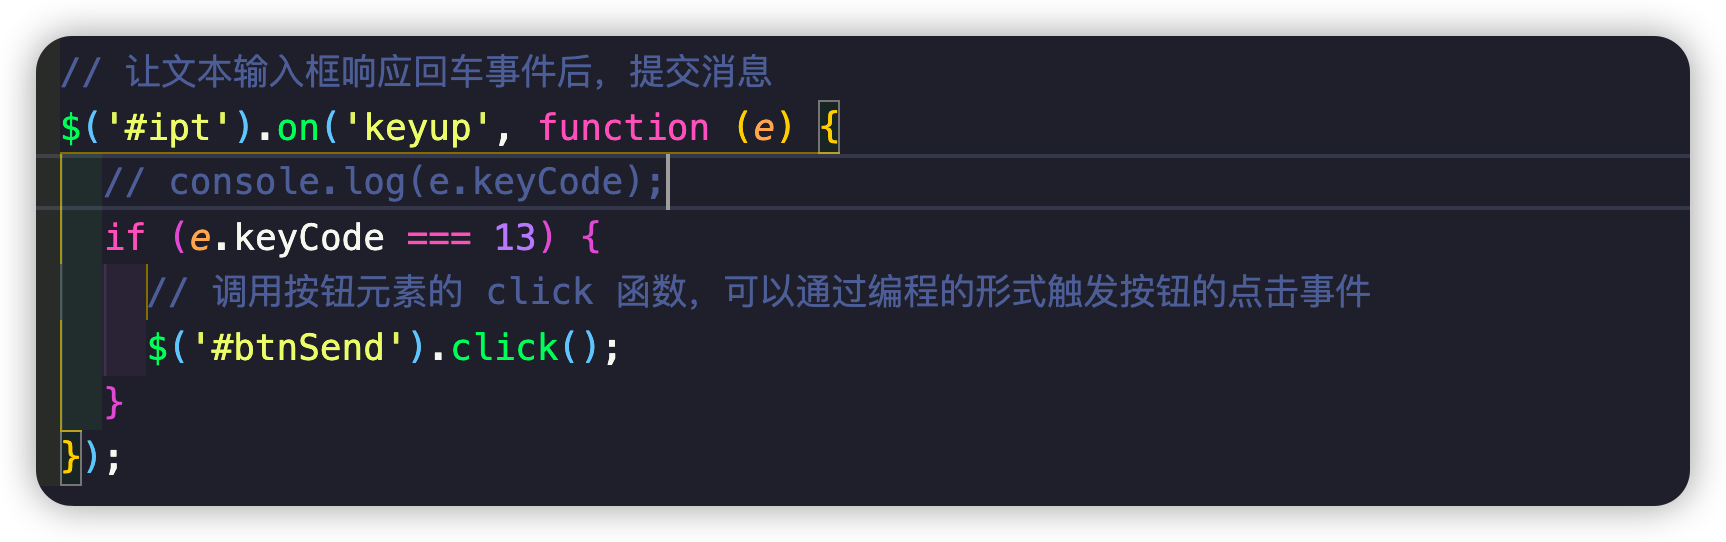 // 让文本输入框响应回车事件后, 提交消息
$('#ipt').on('keyup', function (e) {
  // console.log(e.keyCode);
  if (e.keyCode === 13) {
    // 调用按钮元素的 click 函数, 可以通过编程的形式触发按钮的点击事件
    $('#btnSend').click();
  }
});